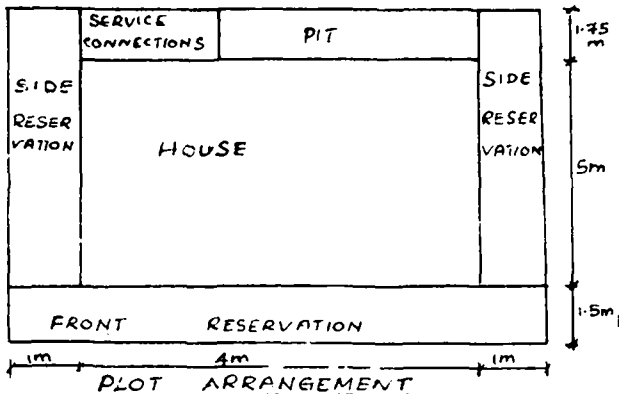 SERVICE
CONNECTIONS
PIT
1.75
m
SIDE
RESER
VATION
SIDE
RESER
VATION
HOUSE
5m
FRONT RESERVATION
1.5m
1m
4m
1m
PLOT ARRANGEMENT